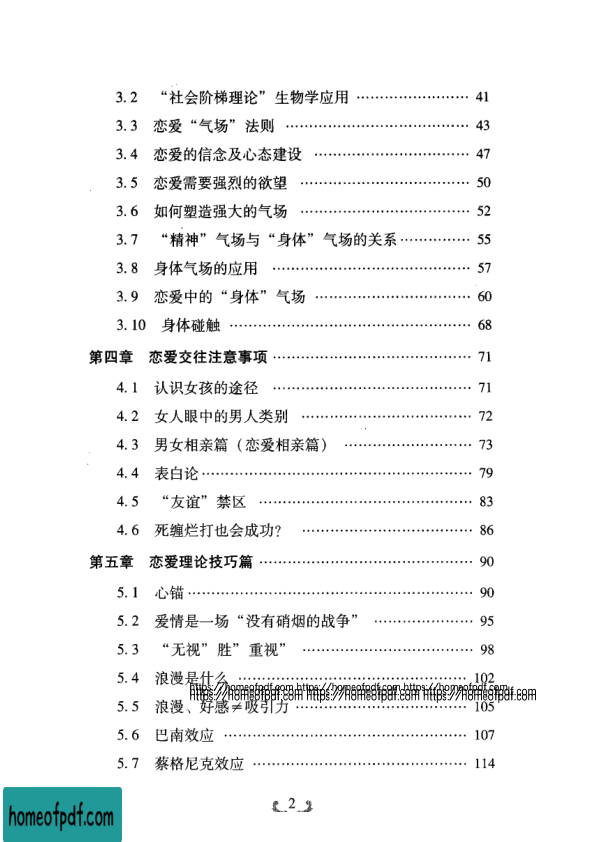 3.2 “社会阶梯理论”生物学应用 ························ 41
3.3 恋爱“气场”法则 ······································· 43
3.4 恋爱的信念及心态建设 ································· 47
3.5 恋爱需要强烈的欲望 ··································· 50
3.6 如何塑造强大的气场 ··································· 52
3.7 “精神”气场与“身体”气场的关系 ··············· 55
3.8 身体气场的应用 ········································· 57
3.9 恋爱中的“身体”气场 ································· 60
3.10 身体碰触 ················································ 68
第四章 恋爱交往注意事项 ········································· 71
4.1 认识女孩的途径 ········································· 71
4.2 女人眼中的男人类别 ··································· 72
4.3 男女相亲篇（恋爱相亲篇） ··························· 73
4.4 表白论 ······················································ 79
4.5 “友谊”禁区 ············································ 83
4.6 死缠烂打也会成功? ··································· 86
第五章 恋爱理论技巧篇 ············································ 90
5.1 心锚 ························································· 90
5.2 爱情是一场“没有硝烟的战争” ····················· 95
5.3 “无视”胜”重视” ··································· 98
5.4 浪漫是什么 ··············································· 102
https://homeofpdf.com https://homeofpdf.com https://homeofpdf.com
https://homeofpdf.com https://homeofpdf.com https://homeofpdf.com
5.5 浪漫、好感≠吸引力 ··································· 105
5.6 巴南效应 ·················································· 107
5.7 蔡格尼克效应 ············································ 114
2
homeofpdf.com